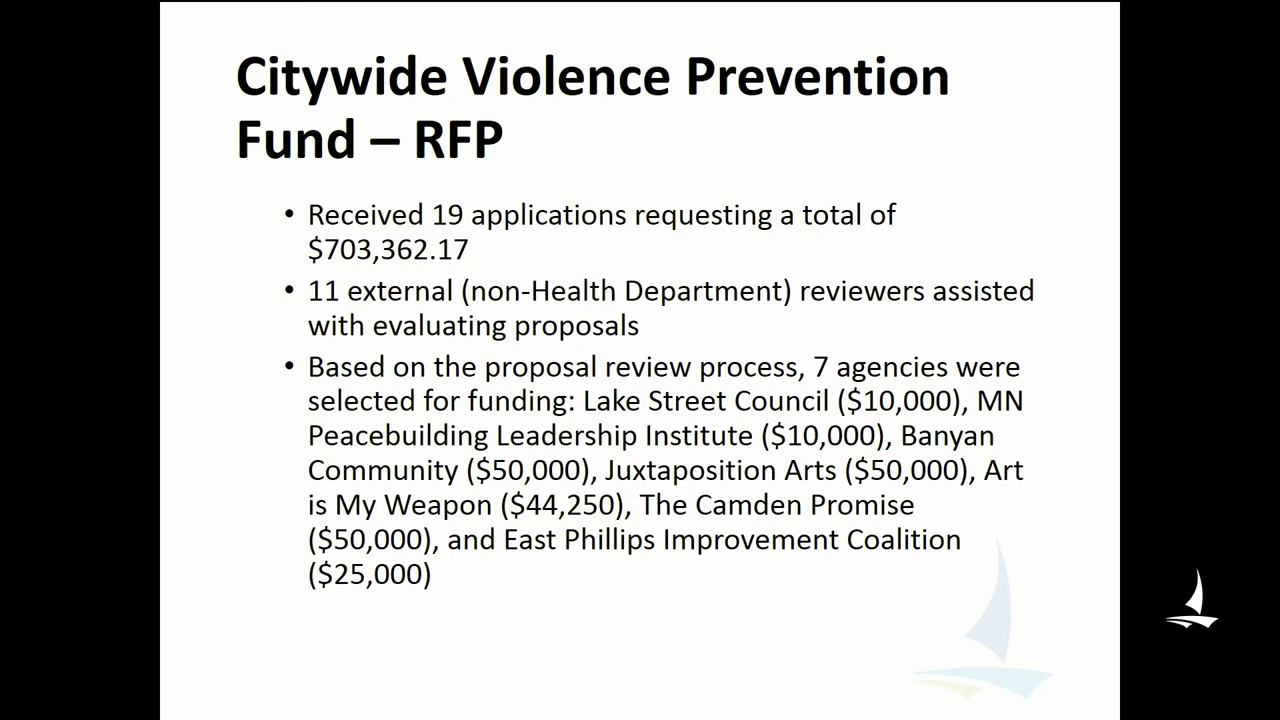 Citywide Violence Prevention
Fund – RFP
• Received 19 applications requesting a total of
$703,362.17
• 11 external (non-Health Department) reviewers assisted
with evaluating proposals
• Based on the proposal review process, 7 agencies were
selected for funding: Lake Street Council ($10,000), MN
Peacebuilding Leadership Institute ($10,000), Banyan
Community ($50,000), Juxtaposition Arts ($50,000), Art
is My Weapon ($44,250), The Camden Promise
($50,000), and East Phillips Improvement Coalition
($25,000)